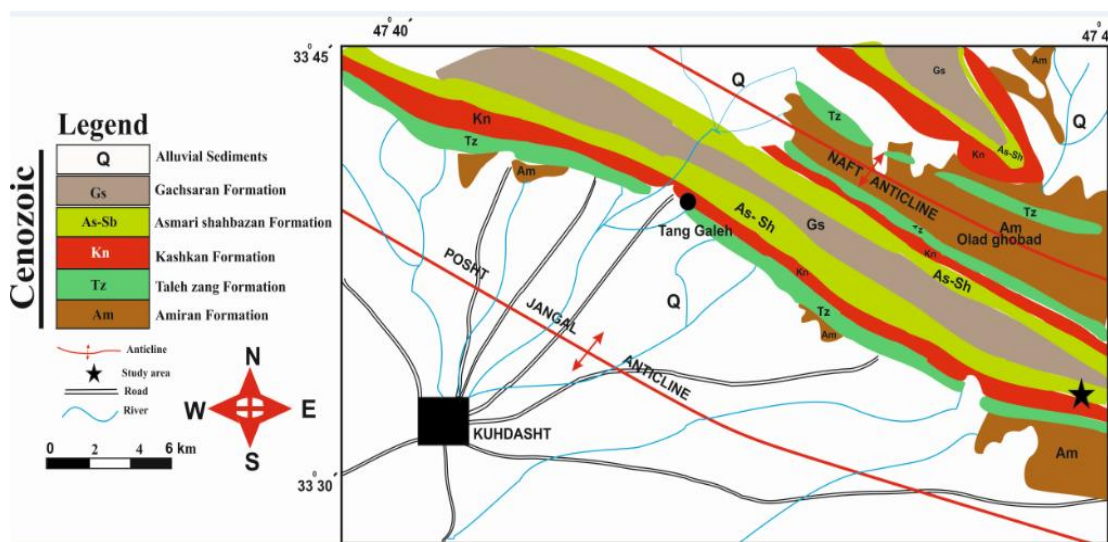 47° 40´
47° 4
33° 45´
Legend
Cenozoic
Q Alluvial Sediments
Gs Gachsaran Formation
As-Sb Asmari shahbazan Formation
Kn Kashkan Formation
Tz Taleh zang Formation
Am Amiran Formation
Anticline
Study area
Road
River
N
W E
S
0 2 4 6 km
Kn
Tz
Am
Q
Tz
Am
Gs
As-Sh
Kn
Q
NAFT ANTICLINE
Tz
Am
Olad ghobad
Tang Galeh
As- Sh
Gs
Kn
As-Sh
Kn
Tz
Am
Q
POSHT JANGAL ANTICLINE
KUHDASHT
Am
33° 30´